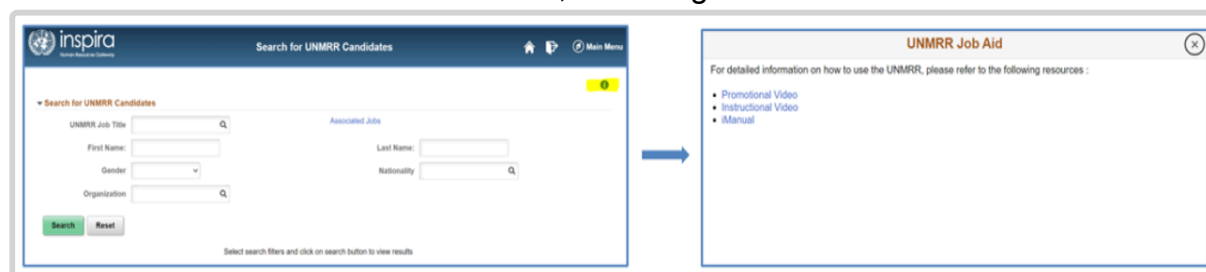 inspira
Human Resources Gateway
Search for UNMRR Candidates
Main Menu
Search for UNMRR Candidates
UNMRR Job Title
Associated Jobs
First Name:
Last Name:
Gender
Nationality
Organization
Search
Reset
Select search filters and click on search button to view results
UNMRR Job Aid
For detailed information on how to use the UNMRR, please refer to the following resources :
• Promotional Video
• Instructional Video
• iManual